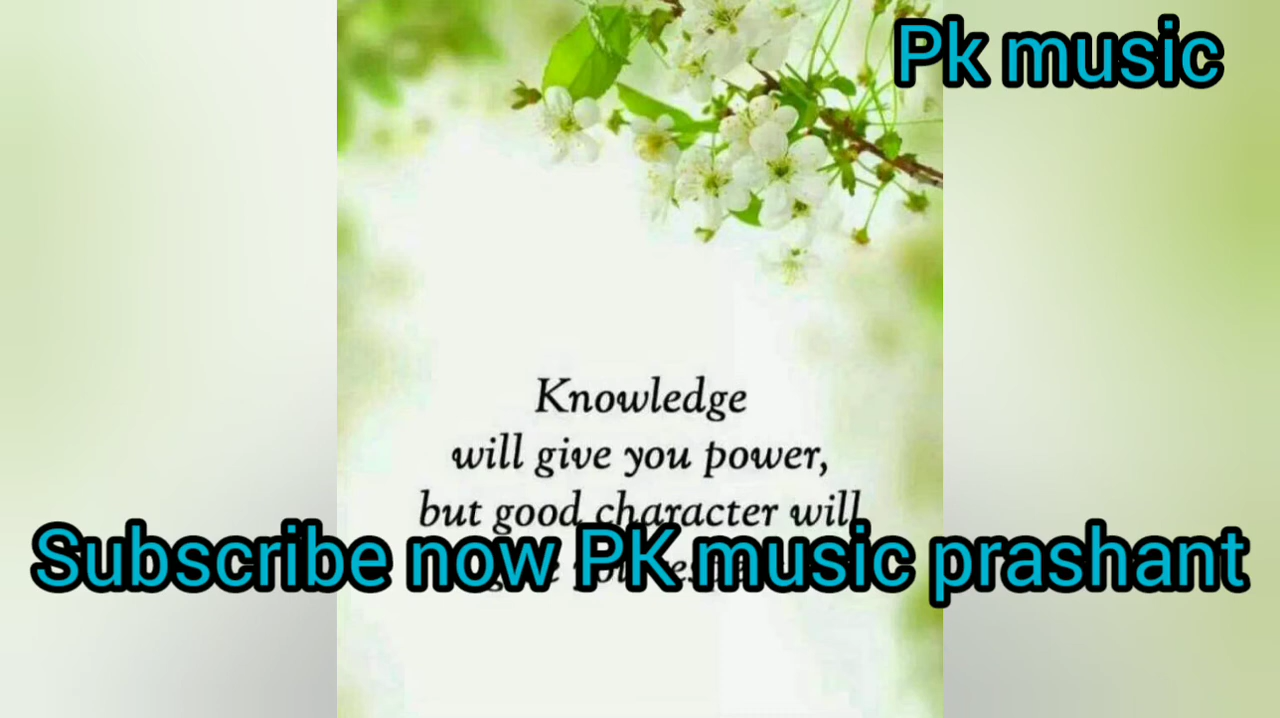 Pk music
Knowledge
will give you power,
but good character will
Subscribe now PK music prashant